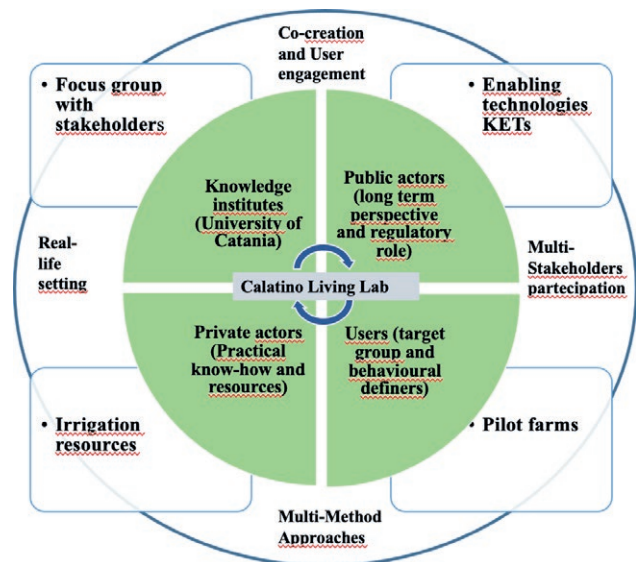 Co-creation
and User
engagement
• Focus group
with
stakeholders
• Enabling
technologies
KETs
Knowledge
institutes
(University of
Catania)
Public actors
(long term
perspective
and regulatory
role)
Real-
life
setting
Multi-
Stakeholders
partecipation
Calatino Living Lab
Private actors
(Practical
know-how and
resources)
Users (target
group and
behavioural
definers)
• Irrigation
resources
• Pilot farms
Multi-Method
Approaches